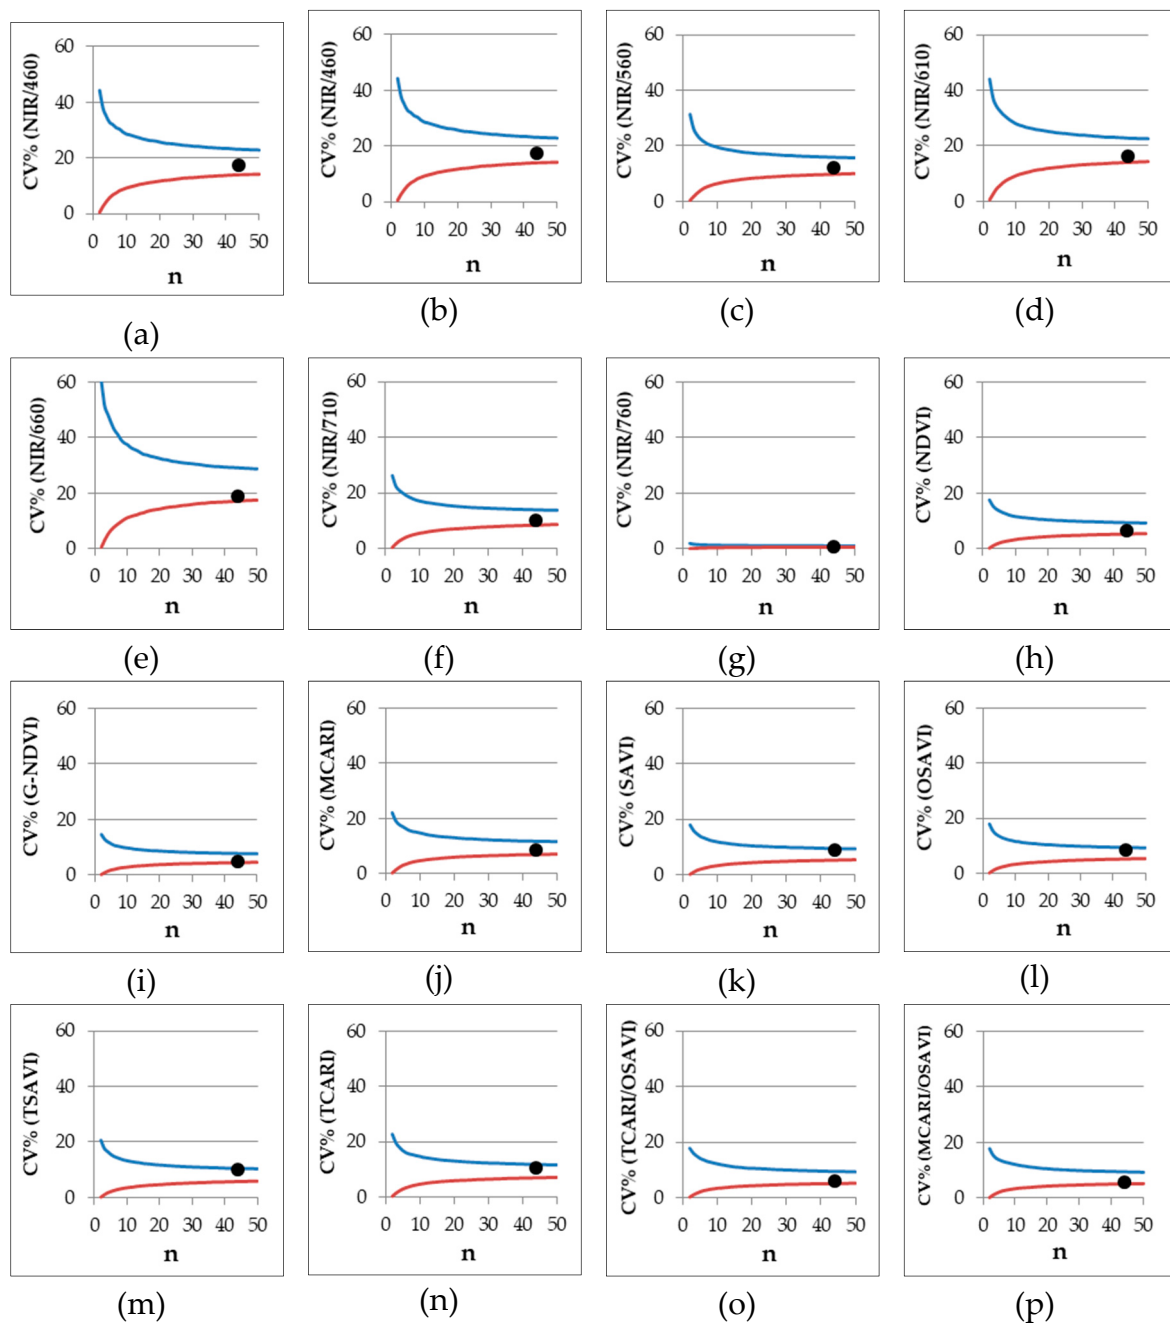 CV% (NIR/460)
60
40
20
0
0 10 20 30 40 50
n
(a)
CV% (NIR/460)
60
40
20
0
0 10 20 30 40 50
n
(b)
CV% (NIR/560)
60
40
20
0
0 10 20 30 40 50
n
(c)
CV% (NIR/610)
60
40
20
0
0 10 20 30 40 50
n
(d)
CV% (NIR/660)
60
40
20
0
0 10 20 30 40 50
n
(e)
CV% (NIR/710)
60
40
20
0
0 10 20 30 40 50
n
(f)
CV% (NIR/760)
60
40
20
0
0 10 20 30 40 50
n
(g)
CV% (NDVI)
60
40
20
0
0 10 20 30 40 50
n
(h)
CV% (G-NDVI)
60
40
20
0
0 10 20 30 40 50
n
(i)
CV% (MCARI)
60
40
20
0
0 10 20 30 40 50
n
(j)
CV% (SAVI)
60
40
20
0
0 10 20 30 40 50
n
(k)
CV% (OSAVI)
60
40
20
0
0 10 20 30 40 50
n
(l)
CV% (TSAVI)
60
40
20
0
0 10 20 30 40 50
n
(m)
CV% (TCARI)
60
40
20
0
0 10 20 30 40 50
n
(n)
CV% (TCARI/OSAVI)
60
40
20
0
0 10 20 30 40 50
n
(o)
CV% (MCARI/OSAVI)
60
40
20
0
0 10 20 30 40 50
n
(p)